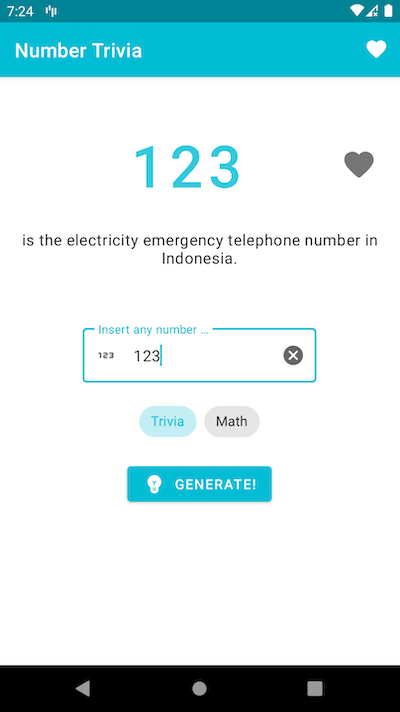 7:24
Number Trivia
123
is the electricity emergency telephone number in
Indonesia.
Insert any number ...
123 123
Trivia Math
GENERATE!